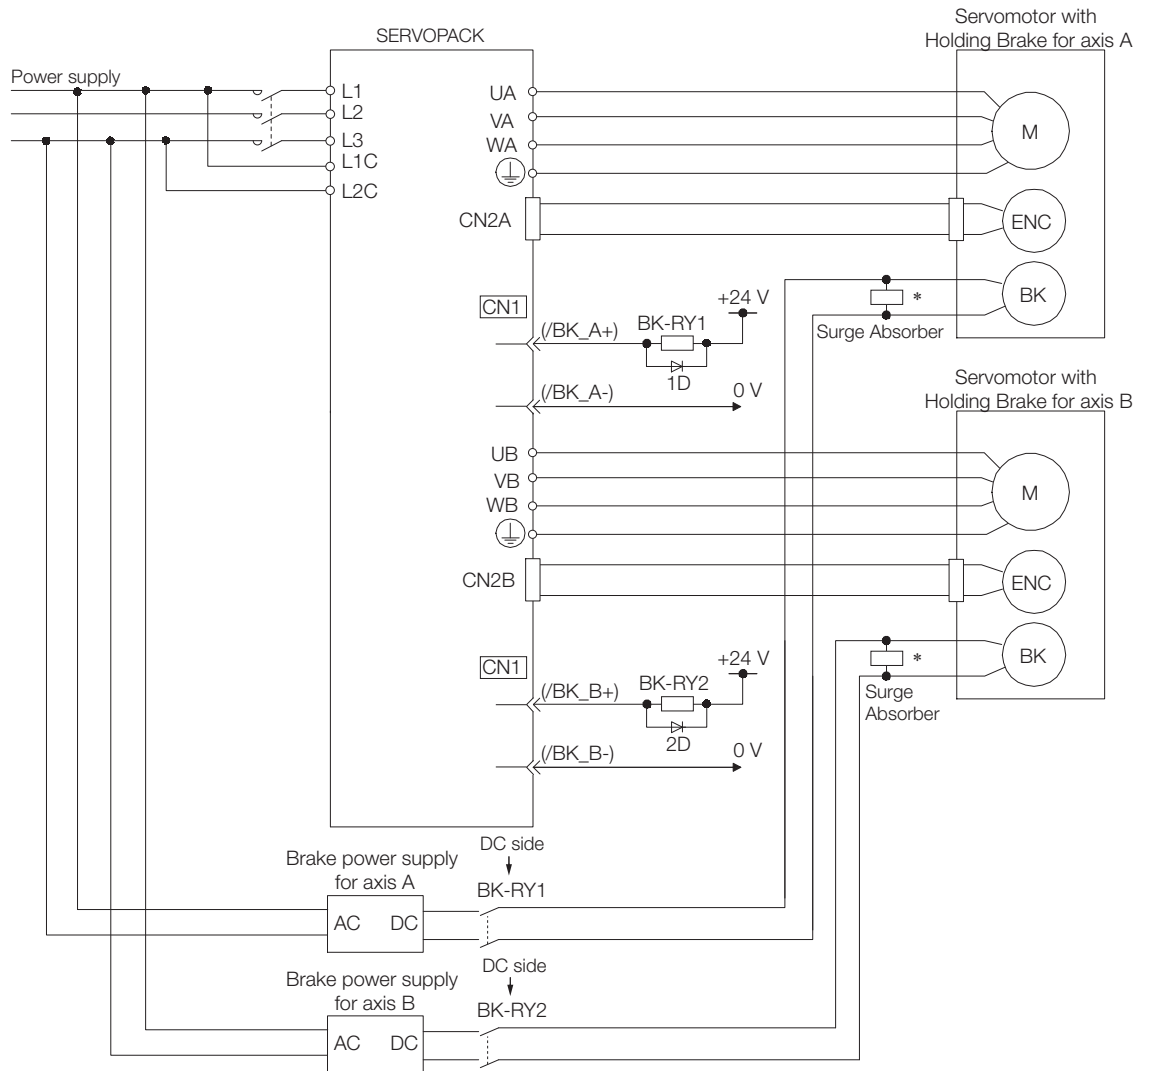 Servomotor with
Holding Brake for axis A
SERVOPACK
Power supply
L1
L2
L3
L1C
L2C
UA
VA
WA
M
CN2A
ENC
CN1
BK
+24 V
*
(/BK_A+)
BK-RY1
Surge Absorber
1D
(/BK_A-)
0 V
Servomotor with
Holding Brake for axis B
UB
VB
WB
M
CN2B
ENC
CN1
BK
+24 V
*
(/BK_B+)
BK-RY2
Surge
Absorber
2D
(/BK_B-)
0 V
DC side
Brake power supply
for axis A
BK-RY1
AC
DC
DC side
Brake power supply
for axis B
BK-RY2
AC
DC